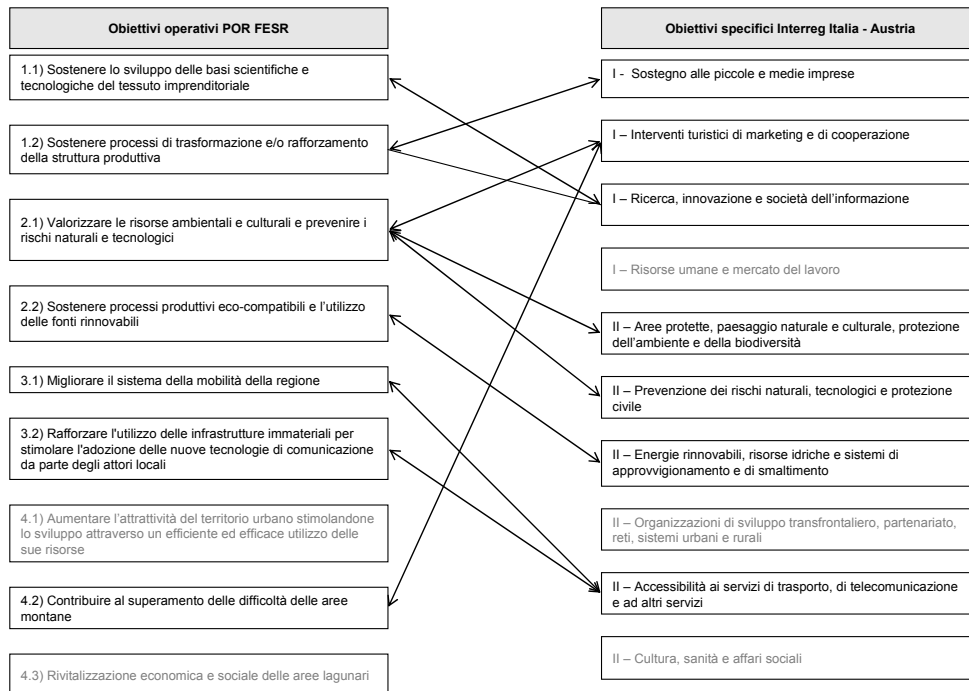 Obiettivi operativi POR FESR
1.1) Sostenere lo sviluppo delle basi scientifiche e
tecnologiche del tessuto imprenditoriale
1.2) Sostenere processi di trasformazione e/o rafforzamento
della struttura produttiva
2.1) Valorizzare le risorse ambientali e culturali e prevenire i
rischi naturali e tecnologici
2.2) Sostenere processi produttivi eco-compatibili e l'utilizzo
delle fonti rinnovabili
3.1) Migliorare il sistema della mobilità della regione
3.2) Rafforzare l'utilizzo delle infrastrutture immateriali per
stimolare l'adozione delle nuove tecnologie di comunicazione
da parte degli attori locali
4.1) Aumentare l'attrattività del territorio urbano stimolandone
lo sviluppo attraverso un efficiente ed efficace utilizzo delle
sue risorse
4.2) Contribuire al superamento delle difficoltà delle aree
montane
4.3) Rivitalizzazione economica e sociale delle aree lagunari
Obiettivi specifici Interreg Italia - Austria
I - Sostegno alle piccole e medie imprese
I – Interventi turistici di marketing e di cooperazione
I – Ricerca, innovazione e società dell'informazione
I – Risorse umane e mercato del lavoro
II – Aree protette, paesaggio naturale e culturale, protezione
dell'ambiente e della biodiversità
II – Prevenzione dei rischi naturali, tecnologici e protezione
civile
II – Energie rinnovabili, risorse idriche e sistemi di
approvvigionamento e di smaltimento
II – Organizzazioni di sviluppo transfrontaliero, partenariato,
reti, sistemi urbani e rurali
II – Accessibilità ai servizi di trasporto, di telecomunicazione
e ad altri servizi
II – Cultura, sanità e affari sociali